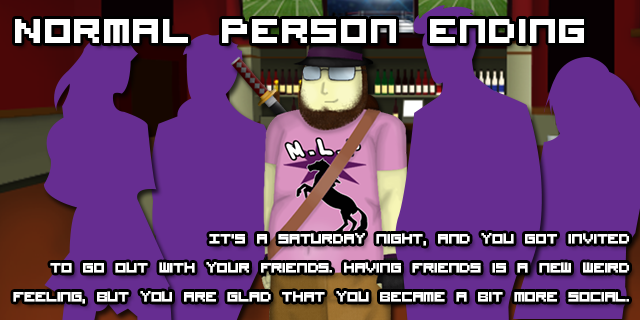 NORMAL PERSON ENDING
IT'S A SATURDAY NIGHT, AND YOU GOT INVITED
TO GO OUT WITH YOUR FRIENDS. HAVING FRIENDS IS A NEW WEIRD
FEELING, BUT YOU ARE GLAD THAT YOU BECAME A BIT MORE SOCIAL.